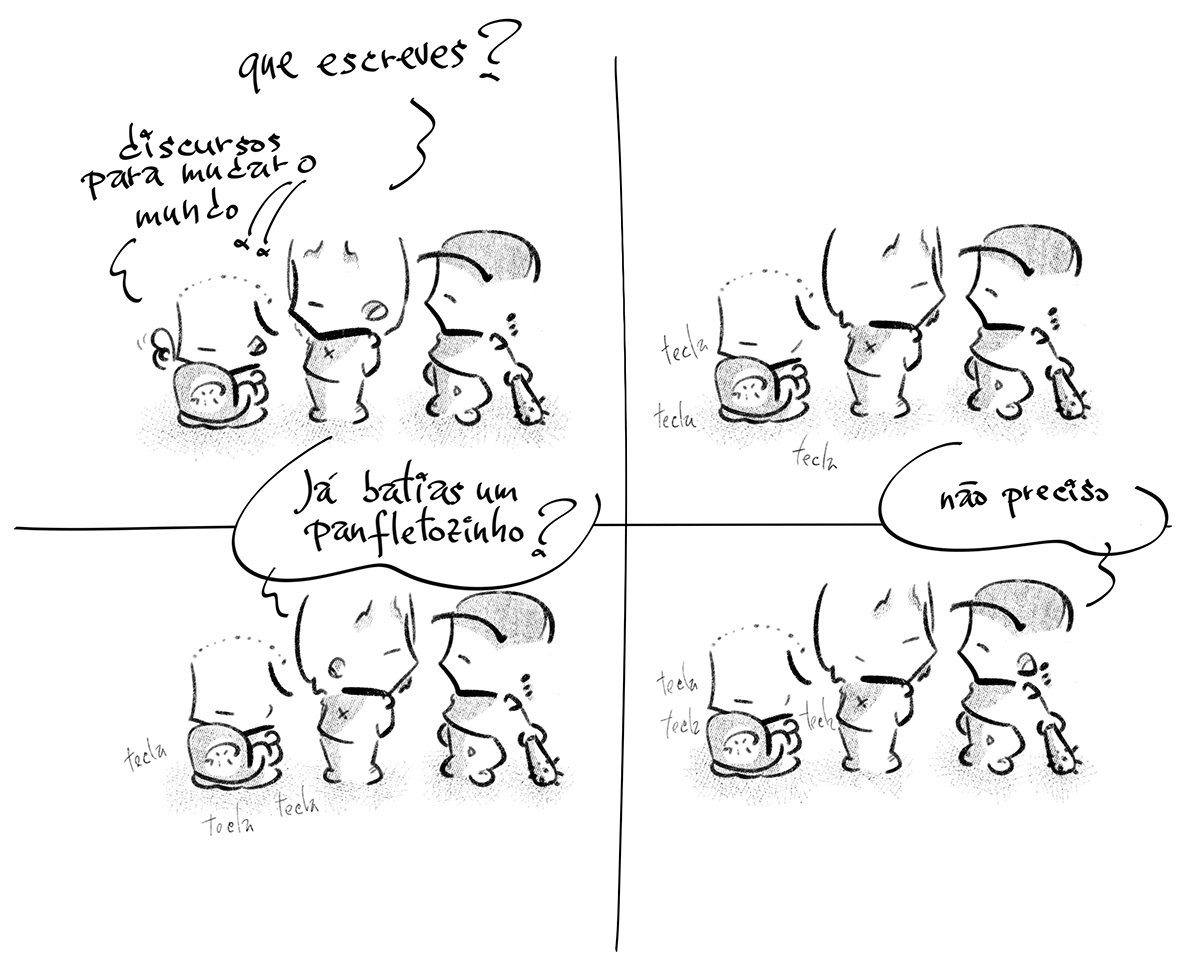 que escreves?
discursos
para mudar o
mundo
tecla
tecla
tecla
Já batias um
panfletozinho?
tecla
tecla
tecla
não preciso
tecla
tecla
tecla